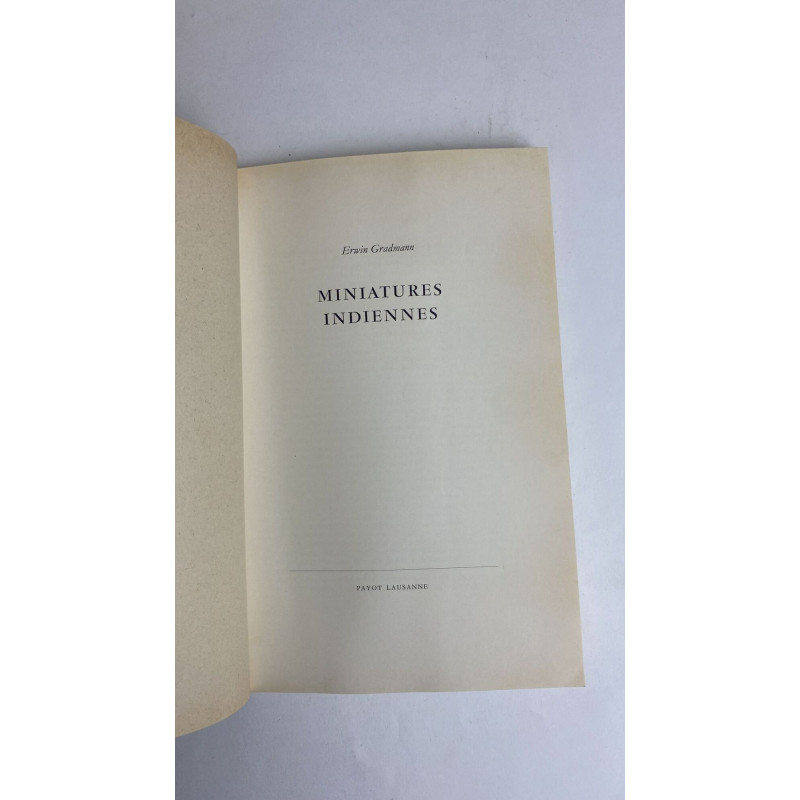 Erwin Gradmann
MINIATURES
INDIENNES
PAYOT LAUSANNE